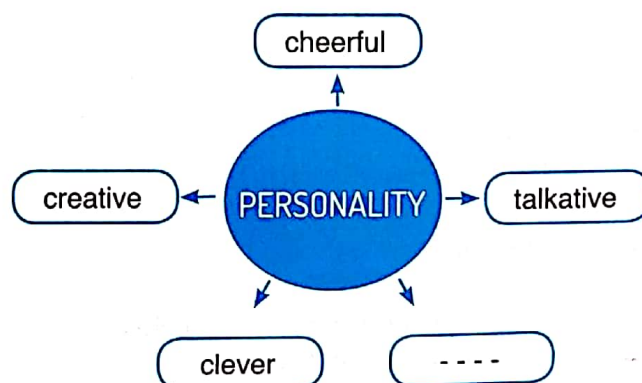 cheerful
creative
PERSONALITY
talkative
clever
- - - -